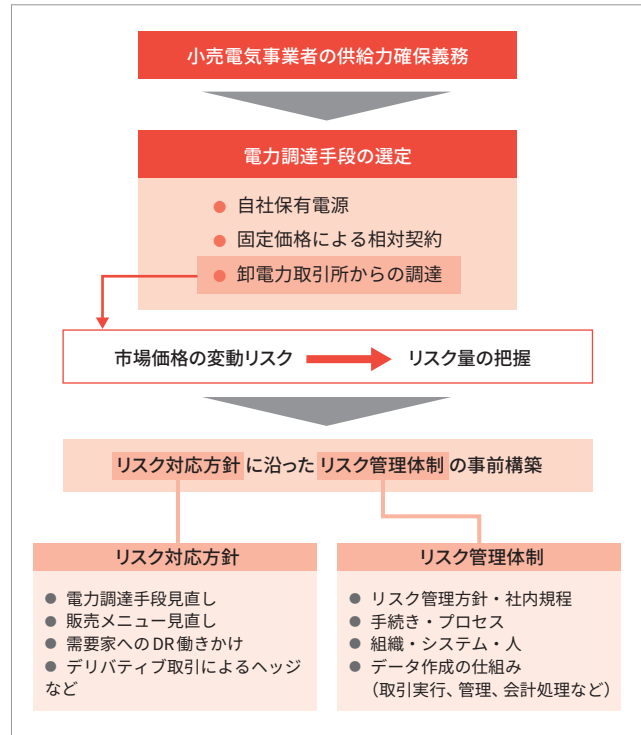 小売電気事業者の供給力確保義務
電力調達手段の選定
● 自社保有電源
● 固定価格による相対契約
● 卸電力取引所からの調達
市場価格の変動リスク
リスク量の把握
リスク対応方針に沿ったリスク管理体制の事前構築
リスク対応方針
● 電力調達手段見直し
● 販売メニュー見直し
● 需要家へのDR働きかけ
● デリバティブ取引によるヘッジ
など
リスク管理体制
● リスク管理方針・社内規程
● 手続き・プロセス
● 組織・システム・人
● データ作成の仕組み
（取引実行、管理、会計処理など）